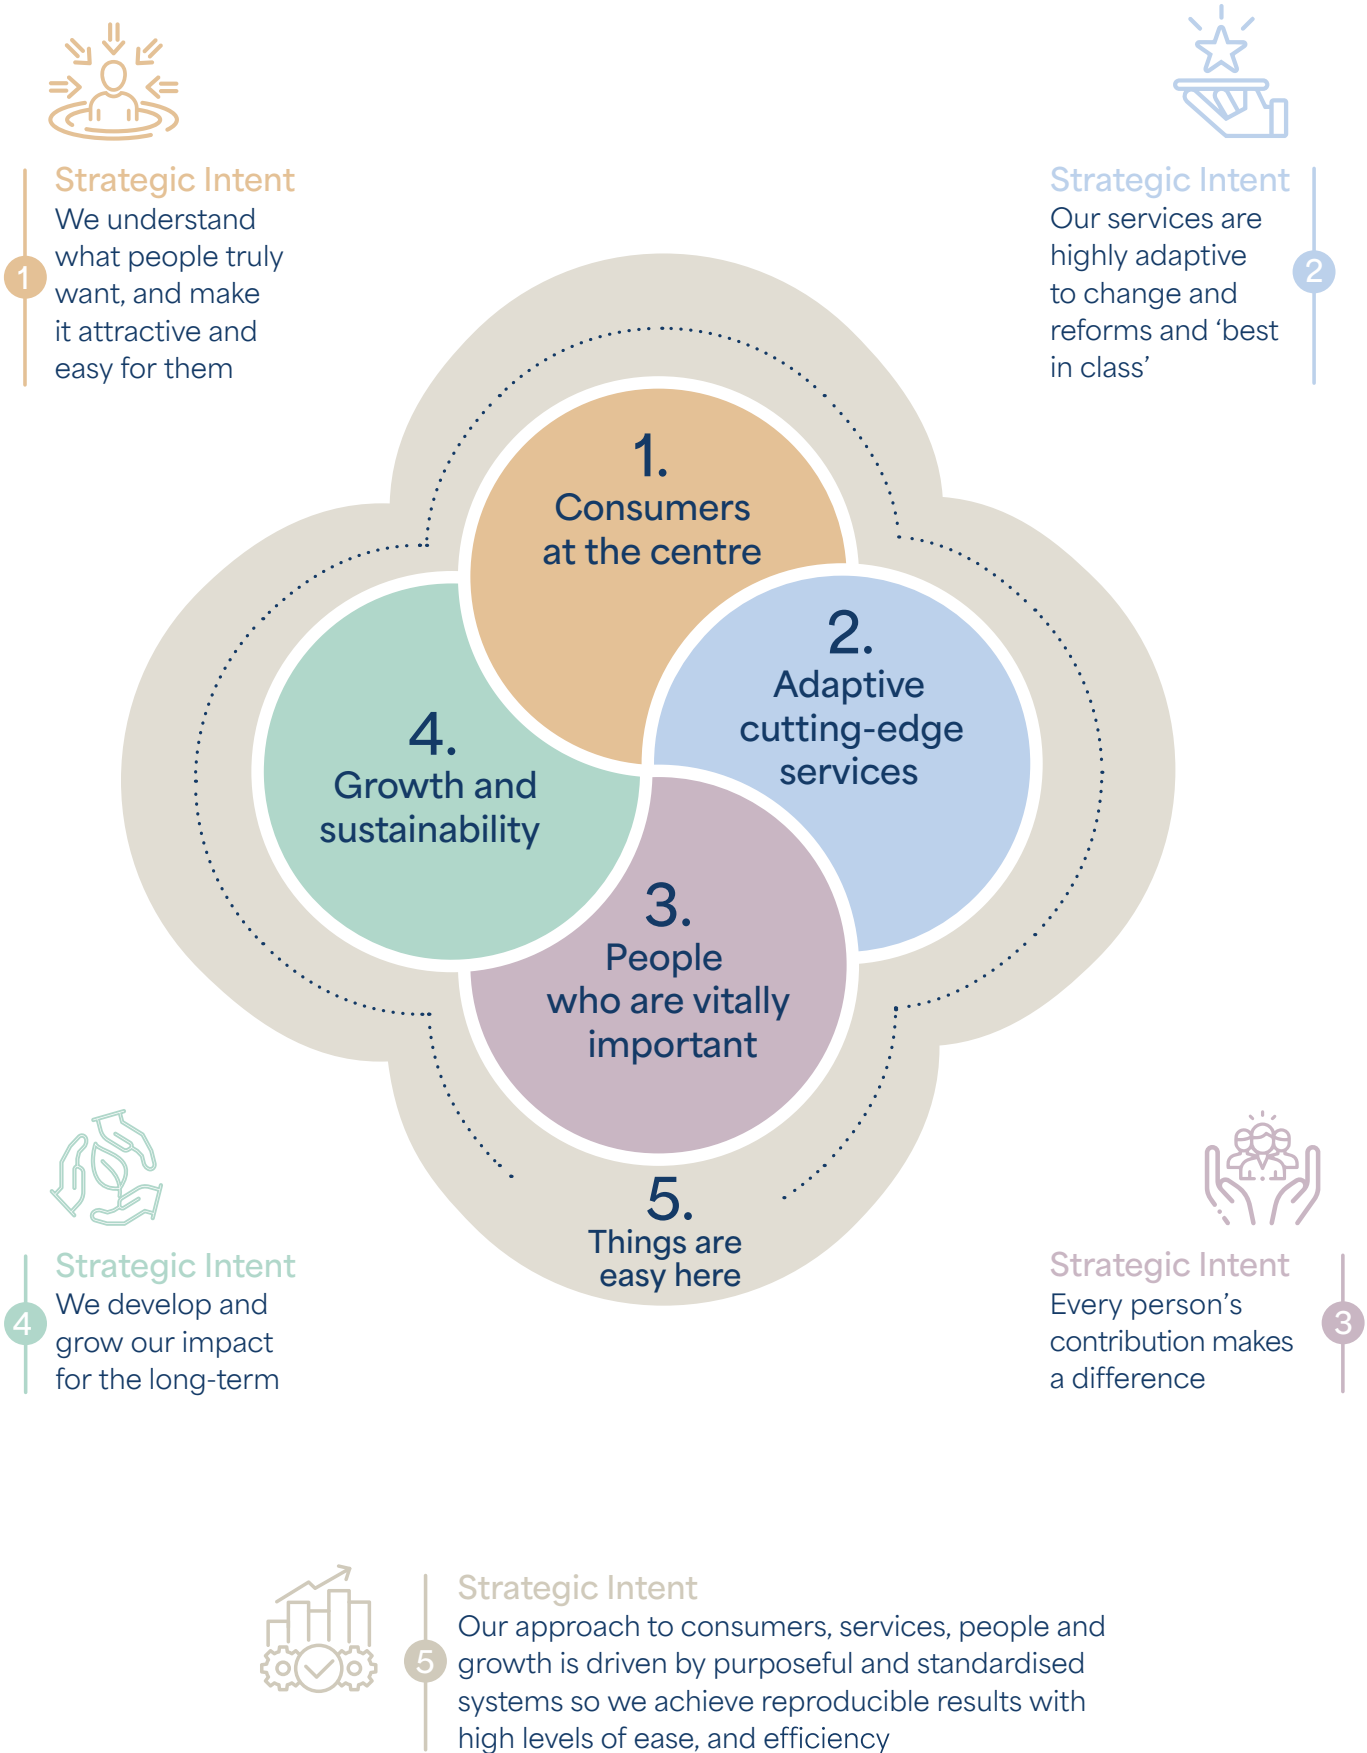 Strategic Intent
1
We understand
what people truly
want, and make
it attractive and
easy for them
Strategic Intent
2
Our services are
highly adaptive
to change and
reforms and ‘best
in class’
1.
Consumers
at the centre
2.
Adaptive
cutting-edge
services
4.
Growth and
sustainability
3.
People
who are vitally
important
5.
Things are
easy here
Strategic Intent
4
We develop and
grow our impact
for the long-term
Strategic Intent
3
Every person’s
contribution makes
a difference
Strategic Intent
5
Our approach to consumers, services, people and
growth is driven by purposeful and standardised
systems so we achieve reproducible results with
high levels of ease, and efficiency